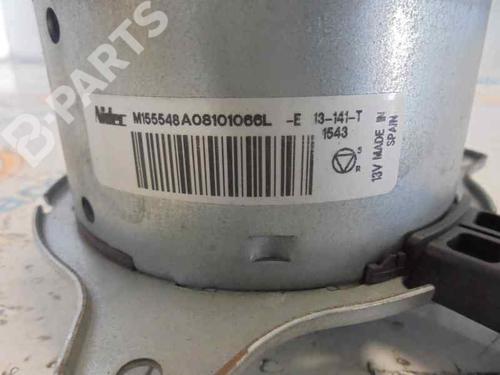 B-PARTS
Nidec M155548A08101066L -E 13-141-T
1543
S
R
13V MADE IN
SPAIN